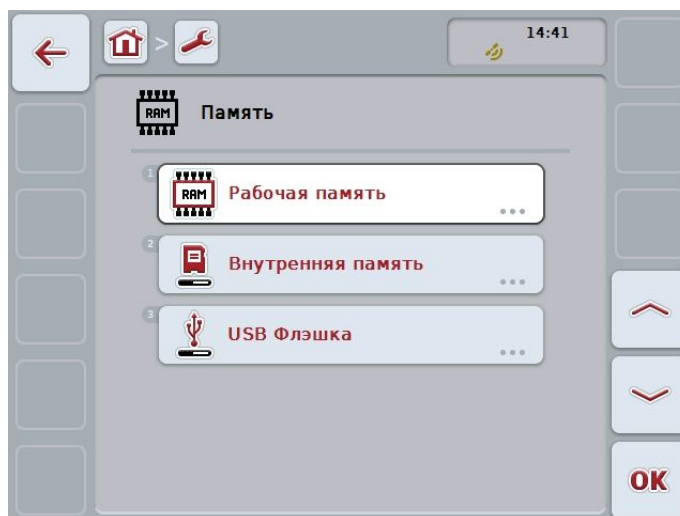 14:41
>
RAM Память
1
RAM Рабочая память
2
Внутренняя память
3
USB Флэшка
OK